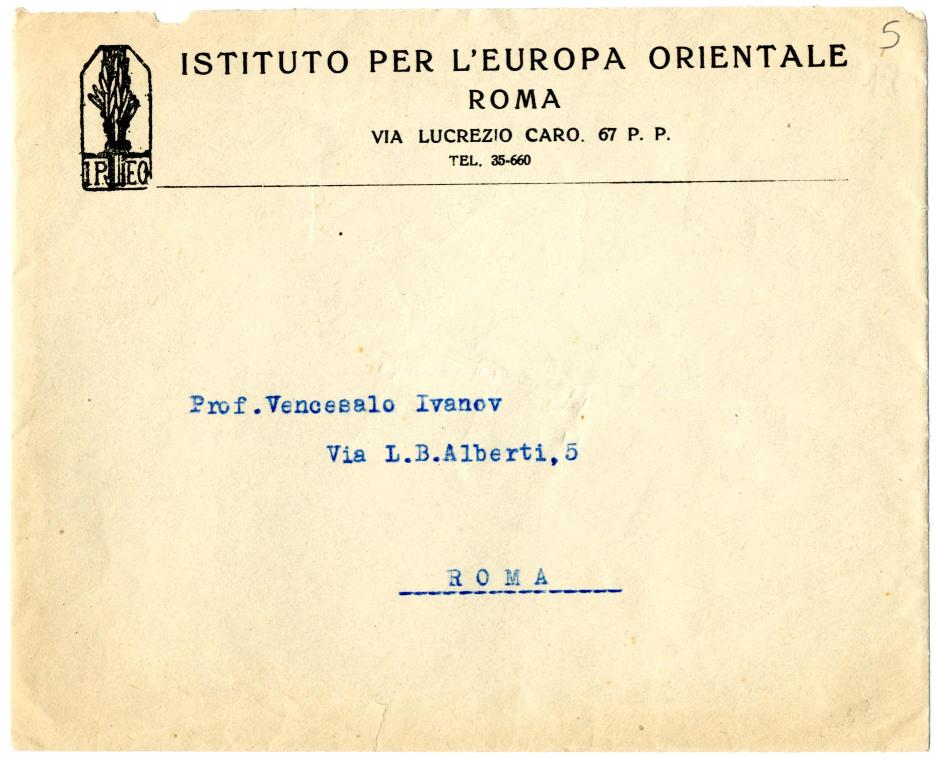 5
18
ISTITUTO PER L'EUROPA ORIENTALE
ROMA
VIA LUCREZIO CARO. 67 P. P.
TEL. 35-660
IPEO
Prof.Vencesalo Ivanov
Via L.B.Alberti,5
ROMA